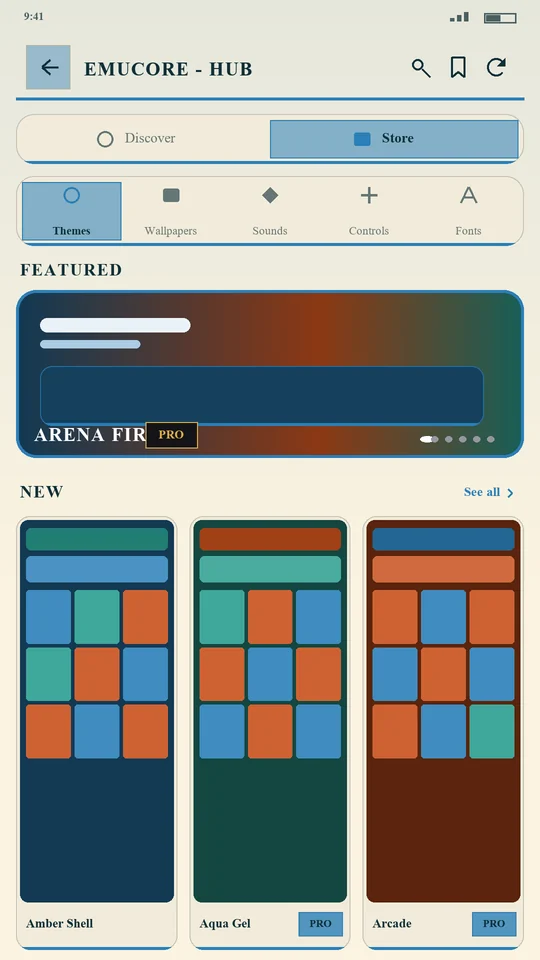 9:41
EMUCORE - HUB
Discover
Store
Themes
Wallpapers
Sounds
Controls
Fonts
FEATURED
ARENA FIR
PRO
NEW
See all
Amber Shell
Aqua Gel
PRO
Arcade
PRO